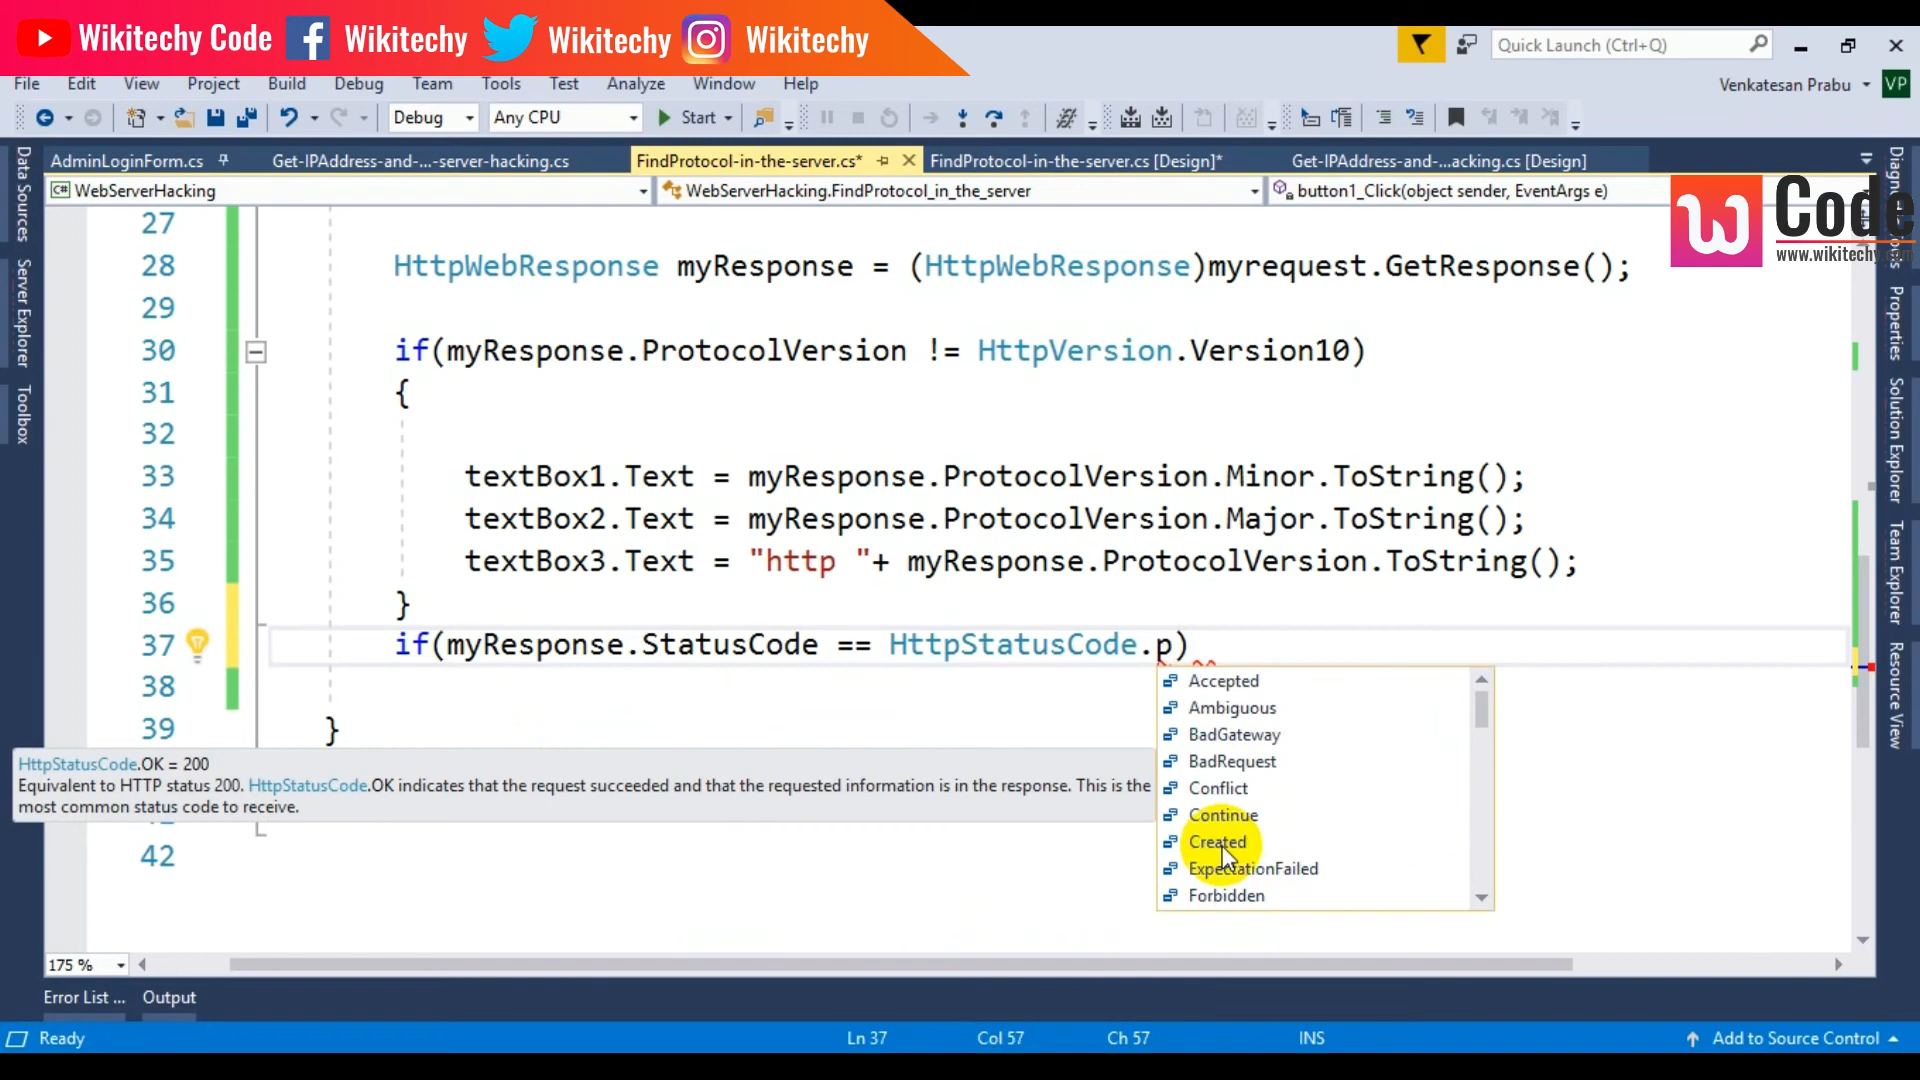 Wikitechy Code Wikitechy Wikitechy Wikitechy
Quick Launch (Ctrl+Q)
File Edit View Project Build Debug Team Tools Test Analyze Window Help
Venkatesan Prabu VP
Debug Any CPU Start
AdminLoginForm.cs Get-IPAddress-and-...-server-hacking.cs FindProtocol-in-the-server.cs* FindProtocol-in-the-server.cs [Design]* Get-IPAddress-and-...acking.cs [Design]
C# WebServerHacking WebServerHacking.FindProtocol_in_the_server button1_Click(object sender, EventArgs e)
Code
www.wikitechy.com
Data Sources
Server Explorer
Toolbox
27
28 HttpWebResponse myResponse = (HttpWebResponse)myrequest.GetResponse();
29
30 if(myResponse.ProtocolVersion != HttpVersion.Version10)
31 {
32
33 textBox1.Text = myResponse.ProtocolVersion.Minor.ToString();
34 textBox2.Text = myResponse.ProtocolVersion.Major.ToString();
35 textBox3.Text = "http "+ myResponse.ProtocolVersion.ToString();
36 }
37 if(myResponse.StatusCode == HttpStatusCode.p)
38
39 }
42
HttpStatusCode.OK = 200
Equivalent to HTTP status 200. HttpStatusCode.OK indicates that the request succeeded and that the requested information is in the response. This is the
most common status code to receive.
Accepted
Ambiguous
BadGateway
BadRequest
Conflict
Continue
Created
ExpectationFailed
Forbidden
Properties
Solution Explorer
Team Explorer
Resource View
175 %
Error List ... Output
Ready Ln 37 Col 57 Ch 57 INS Add to Source Control